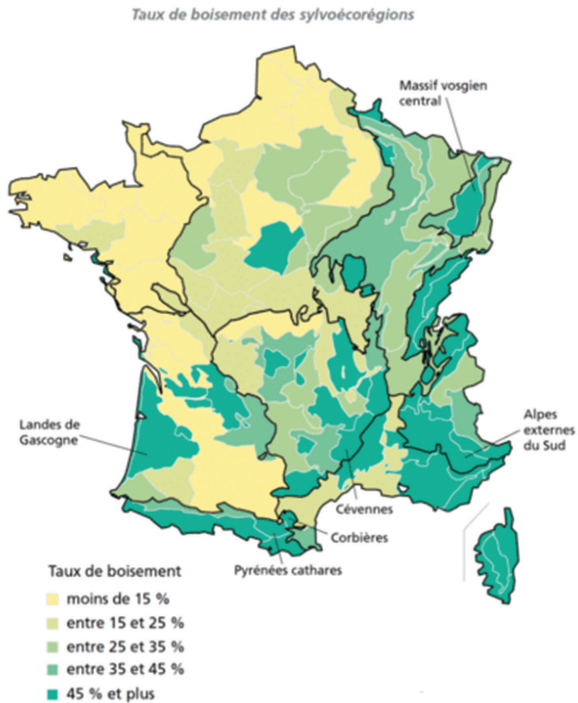 Taux de boisement des sylvoécorégions
Massif vosgien
central
Landes de
Gascogne
Alpes
externes
du Sud
Cévennes
Corbières
Pyrénées cathares
Taux de boisement
moins de 15 %
entre 15 et 25 %
entre 25 et 35 %
entre 35 et 45 %
45 % et plus